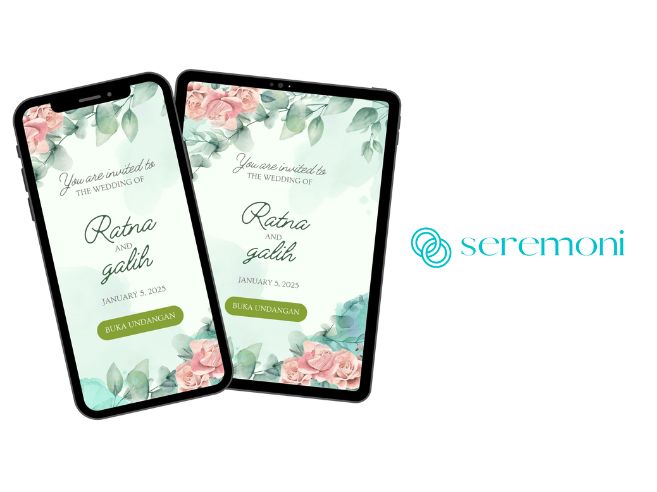 You are invited to
THE WEDDING OF
Ratna
AND
galih
JANUARY 5, 2025
BUKA UNDANGAN
You are invited to
THE WEDDING OF
Ratna
AND
galih
JANUARY 5, 2025
BUKA UNDANGAN
seremoni